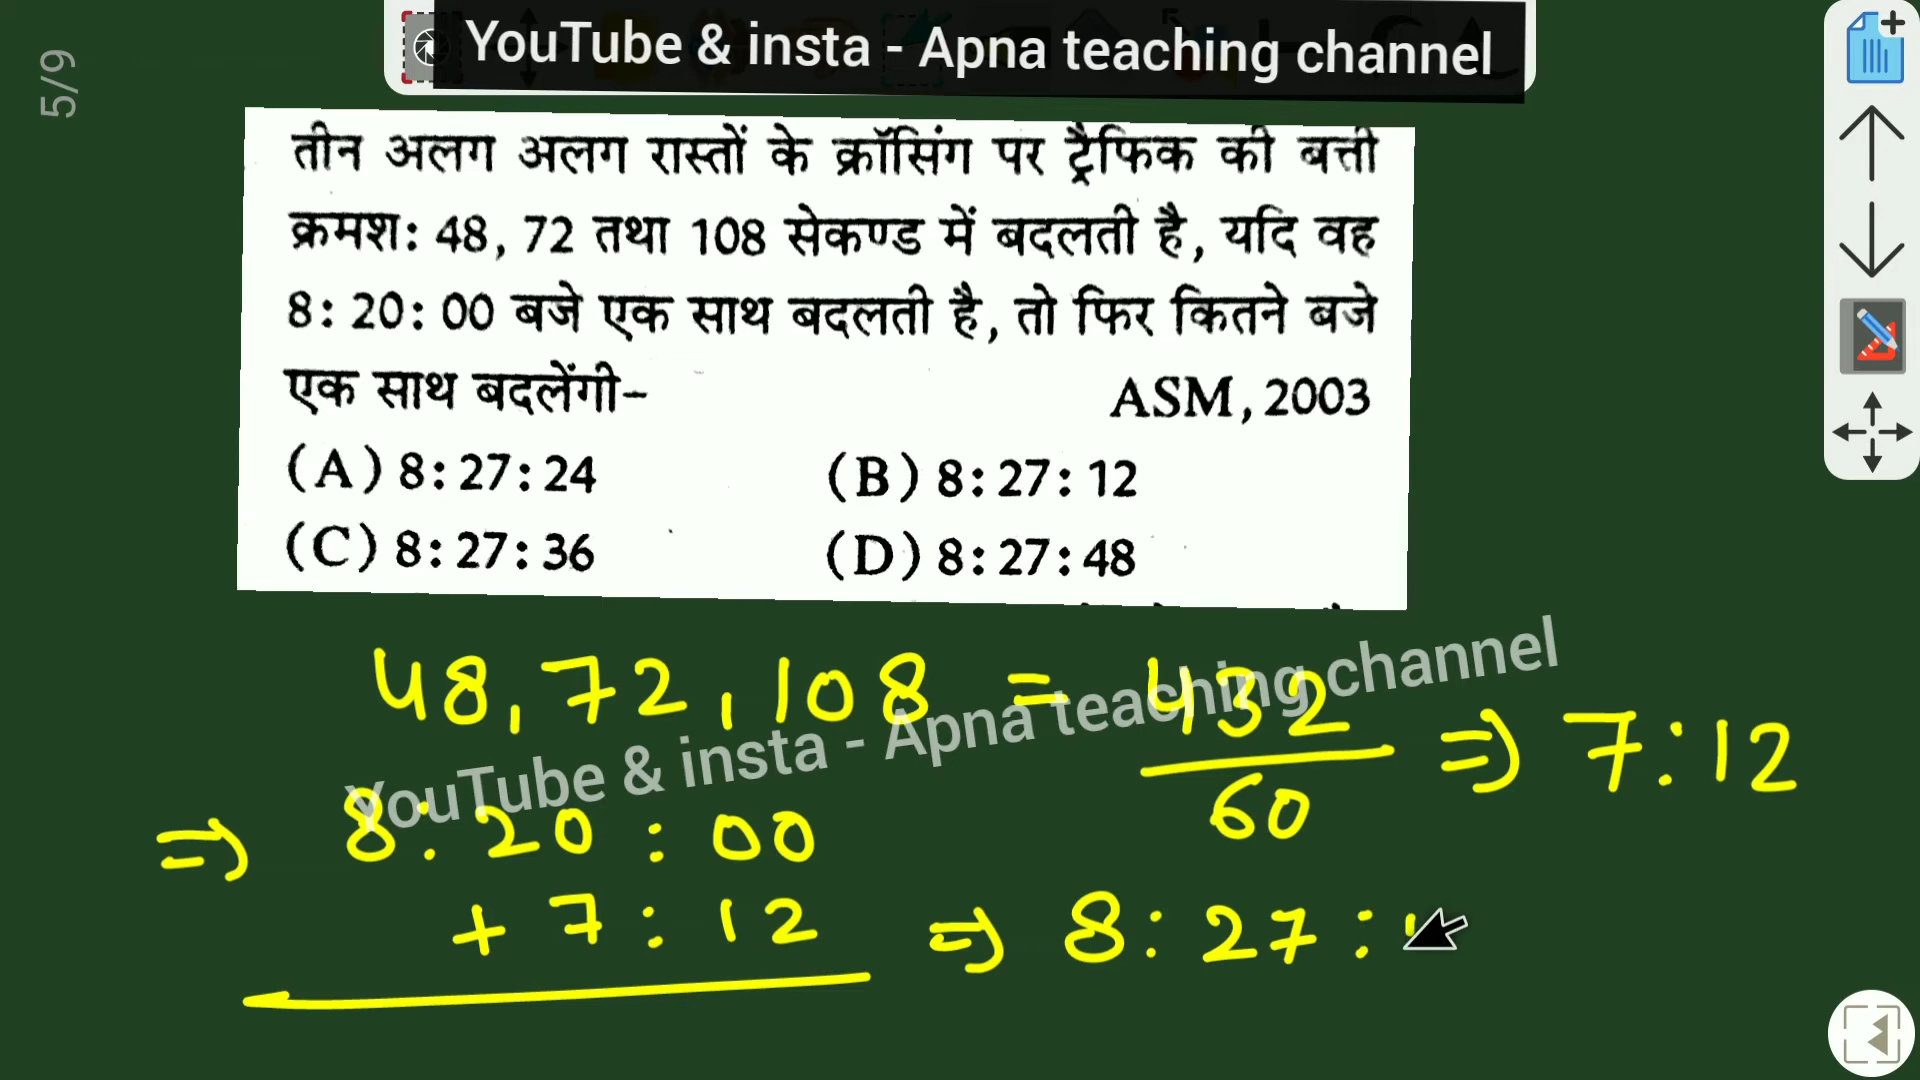 5/9
YouTube & insta - Apna teaching channel
तीन अलग अलग रास्तों के क्रॉसिंग पर ट्रैफिक की बत्ती
क्रमश: 48, 72 तथा 108 सेकण्ड में बदलती है, यदि वह
8: 20: 00 बजे एक साथ बदलती है, तो फिर कितने बजे
एक साथ बदलेंगी- ASM, 2003
(A) 8:27:24 (B) 8:27:12
(C) 8:27:36 (D) 8:27:48
48, 72, 108 = 432/60 ⇒ 7:12
YouTube & insta - Apna teaching channel
⇒ 8: 20 : 00
+ 7 : 12 ⇒ 8: 27 :